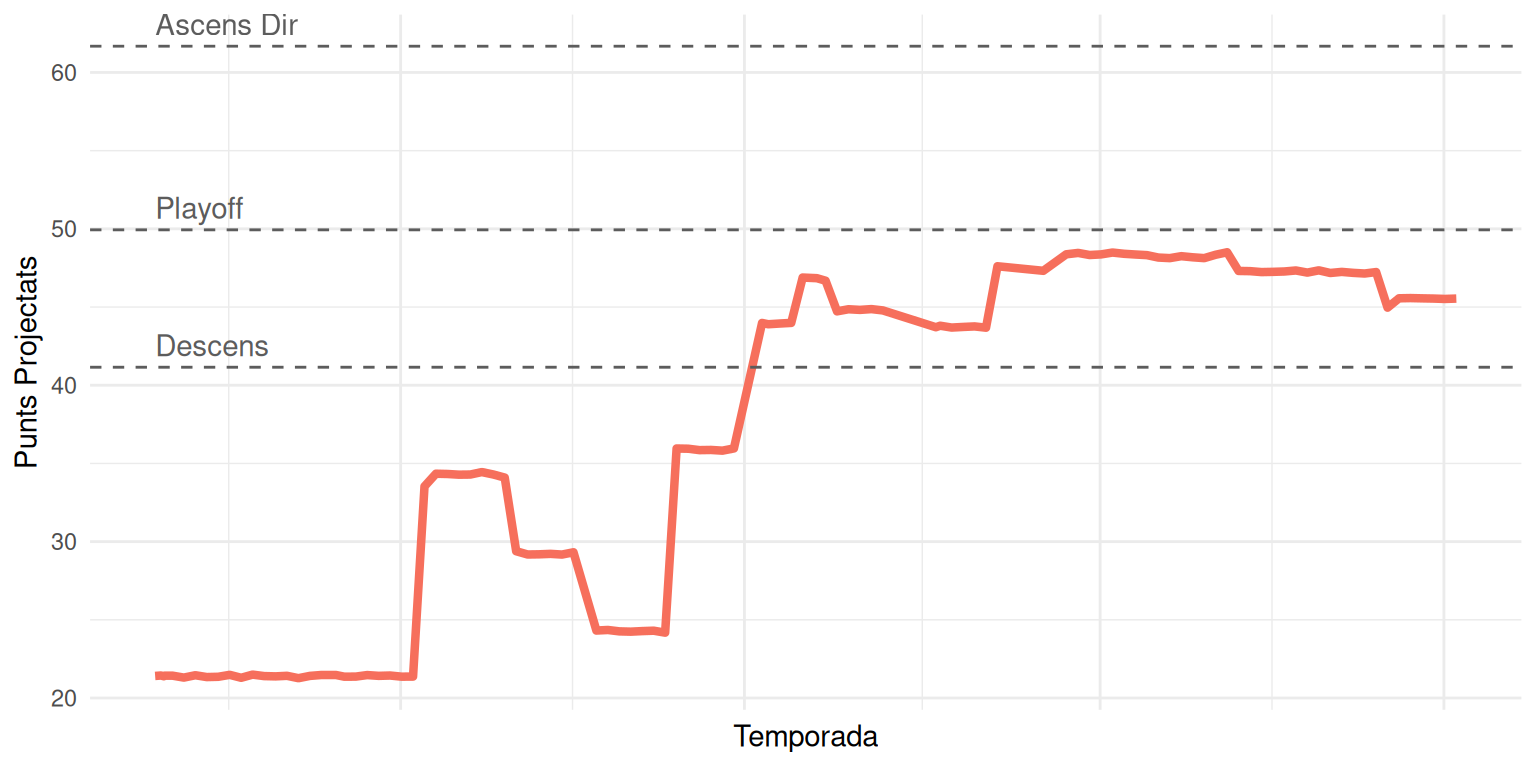 Ascens Dir
60
Playoff
50
Descens
40
30
20
Punts Projectats
Temporada